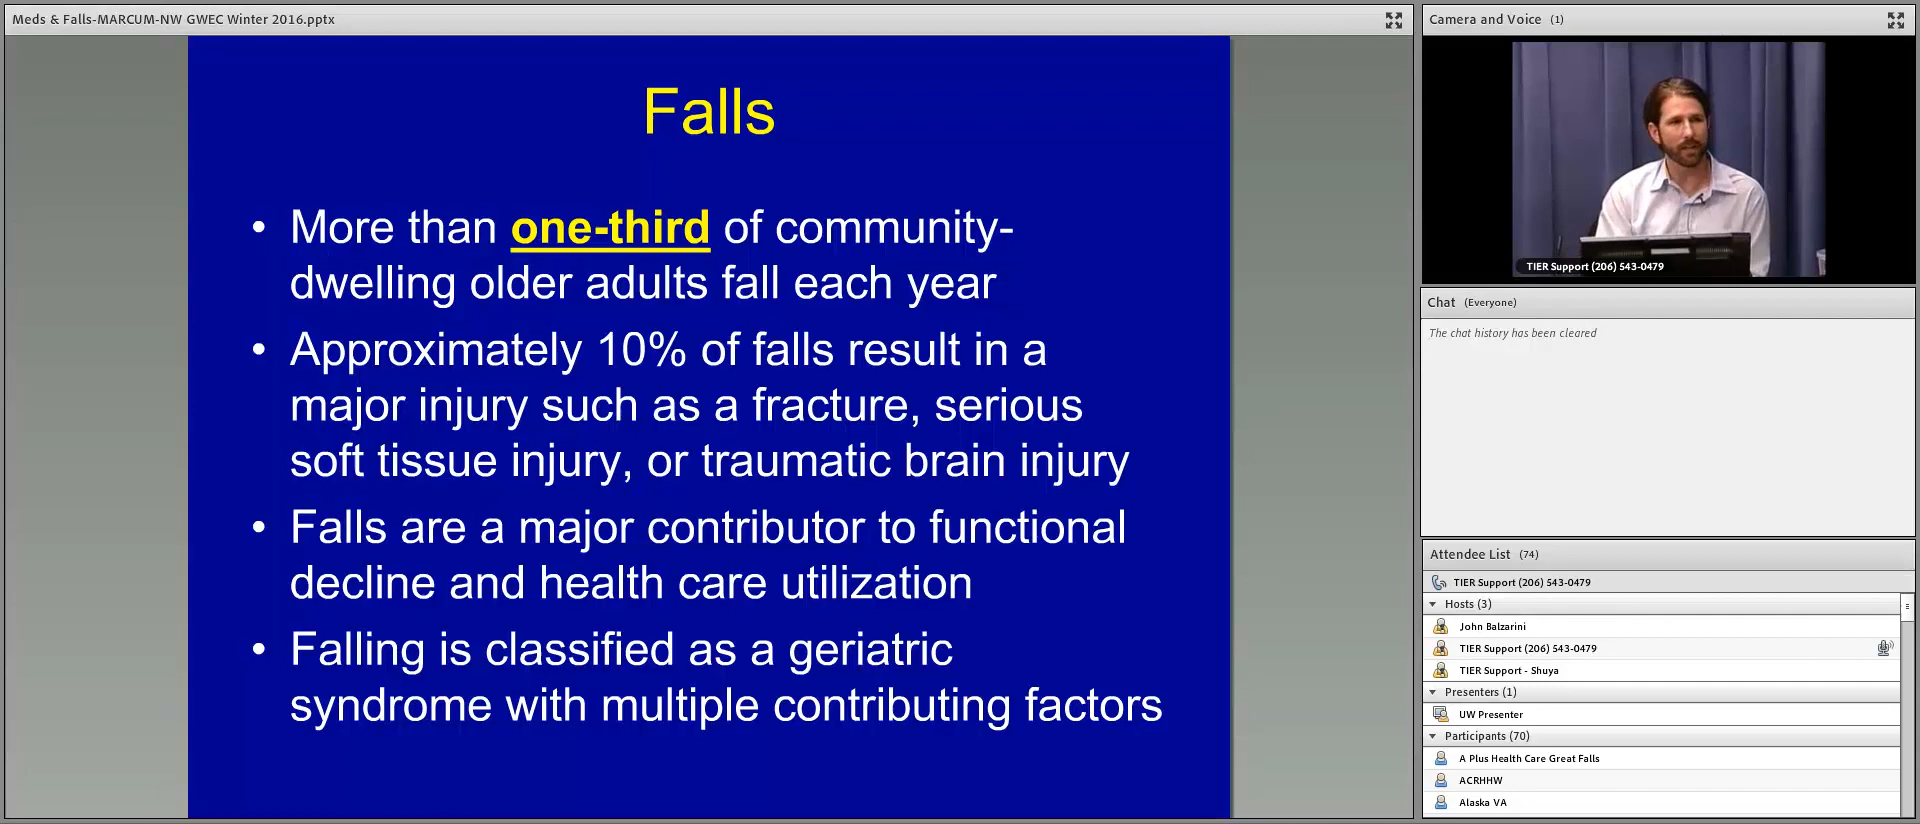 Meds & Falls-MARCUM-NW GWEC Winter 2016.pptx
Falls
• More than one-third of community-
dwelling older adults fall each year
• Approximately 10% of falls result in a
major injury such as a fracture, serious
soft tissue injury, or traumatic brain injury
• Falls are a major contributor to functional
decline and health care utilization
• Falling is classified as a geriatric
syndrome with multiple contributing factors
Camera and Voice (1)
TIER Support (206) 543-0479
Chat (Everyone)
The chat history has been cleared
Attendee List (74)
TIER Support (206) 543-0479
Hosts (3)
John Balzarini
TIER Support (206) 543-0479
TIER Support - Shuya
Presenters (1)
UW Presenter
Participants (70)
A Plus Health Care Great Falls
ACRHHW
Alaska VA